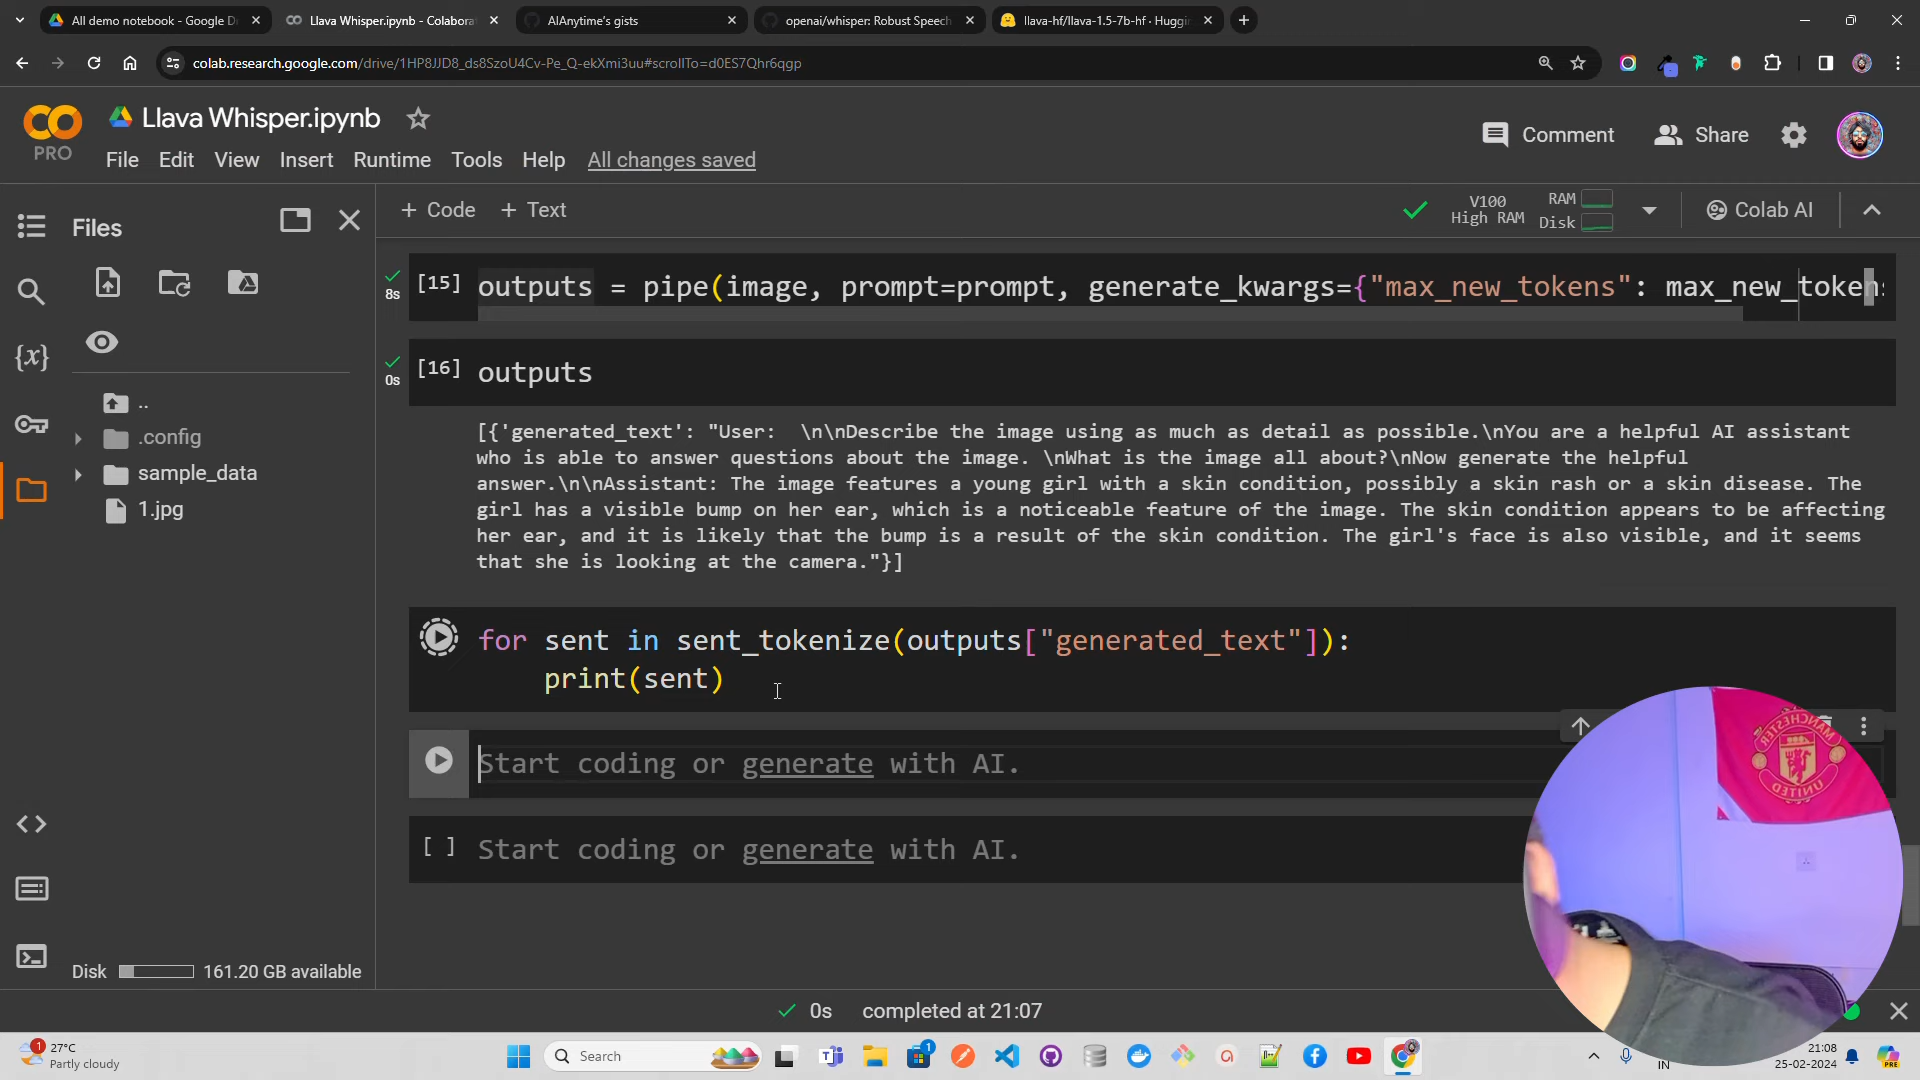 All demo notebook - Google D
Llava Whisper.ipynb - Colabora
AIAnytime's gists
openai/whisper: Robust Speech
llava-hf/llava-1.5-7b-hf · Huggin
colab.research.google.com/drive/1HP8JJD8_ds8SzoU4Cv-Pe_Q-ekXmi3uu#scrollTo=d0ES7Qhr6qgp
PRO
Llava Whisper.ipynb
File Edit View Insert Runtime Tools Help All changes saved
Comment
Share
Files
+ Code + Text
V100
High RAM
RAM
Disk
Colab AI
..
.config
sample_data
1.jpg
8s
[15] outputs = pipe(image, prompt=prompt, generate_kwargs={"max_new_tokens": max_new_tokens
0s
[16] outputs
[{'generated_text': "User:  \n\nDescribe the image using as much as detail as possible.\nYou are a helpful AI assistant
who is able to answer questions about the image. \nWhat is the image all about?\nNow generate the helpful
answer.\n\nAssistant: The image features a young girl with a skin condition, possibly a skin rash or a skin disease. The
girl has a visible bump on her ear, which is a noticeable feature of the image. The skin condition appears to be affecting
her ear, and it is likely that the bump is a result of the skin condition. The girl's face is also visible, and it seems
that she is looking at the camera."}]
for sent in sent_tokenize(outputs["generated_text"]):
print(sent)
Start coding or generate with AI.
[ ] Start coding or generate with AI.
Disk 161.20 GB available
0s completed at 21:07
MANCHESTER
UNITED
1
27°C
Partly cloudy
Search
1
IN
21:08
25-02-2024
PRE